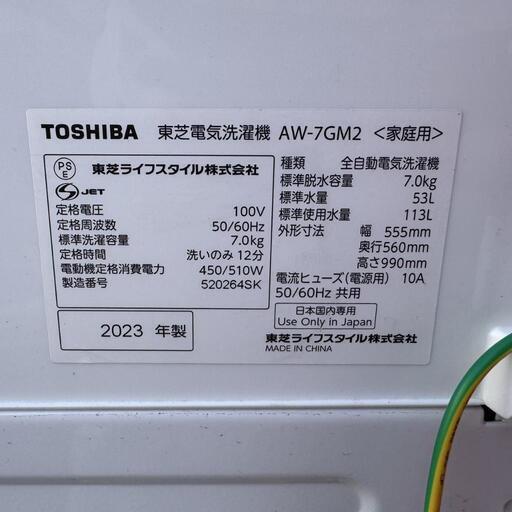 TOSHIBA 東芝電気洗濯機 AW-7GM2 <家庭用>
PS
E
東芝ライフスタイル株式会社
S JET
定格電圧 100V
定格周波数 50/60Hz
標準洗濯容量 7.0kg
定格時間 洗いのみ 12分
電動機定格消費電力 450/510W
製造番号 520264SK
2023 年製
種類 全自動電気洗濯機
標準脱水容量 7.0kg
標準水量 53L
標準使用水量 113L
外形寸法 幅 555mm
奥行560mm
高さ990mm
電流ヒューズ(電源用) 10A
50/60Hz 共用
日本国内専用
Use Only in Japan
東芝ライフスタイル株式会社
MADE IN CHINA